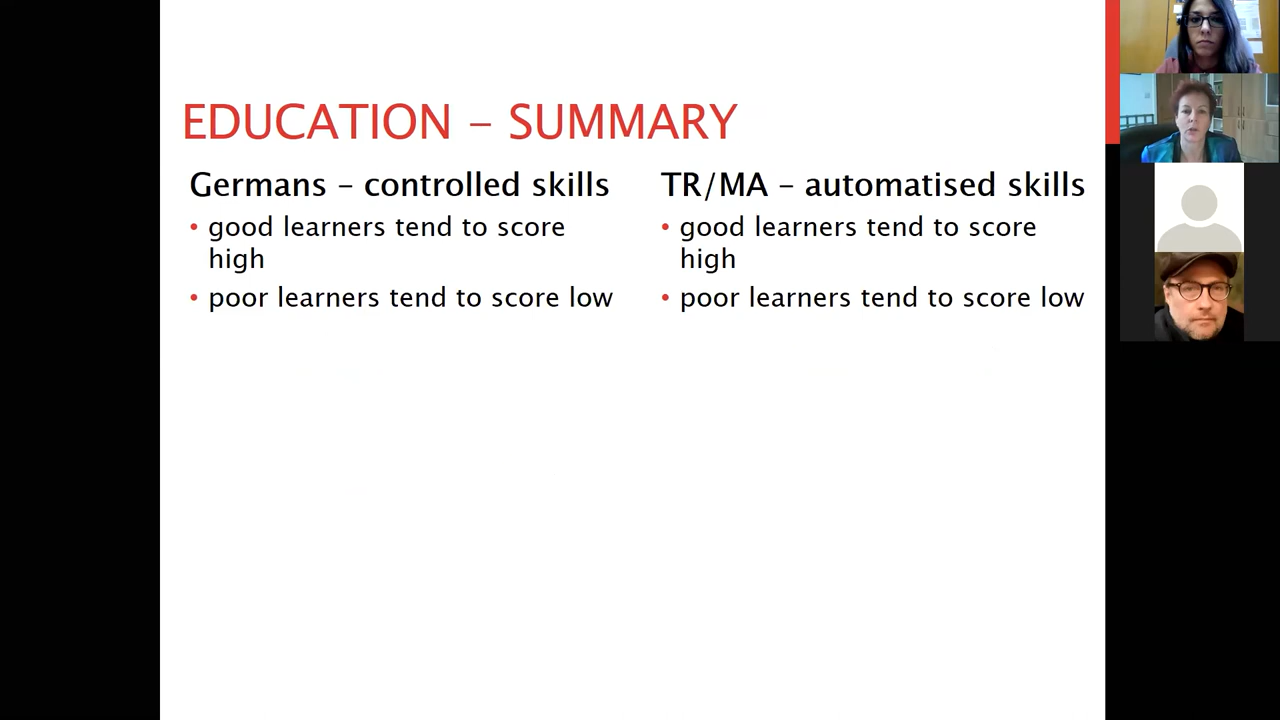 EDUCATION – SUMMARY
Germans – controlled skills
• good learners tend to score
high
• poor learners tend to score low
TR/MA – automatised skills
• good learners tend to score
high
• poor learners tend to score low